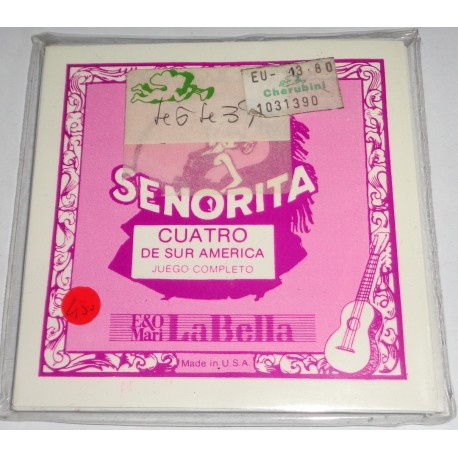 EU- 13.80
Cherubini
1031390
SENORITA
CUATRO
DE SUR AMERICA
JUEGO COMPLETO
E&O
Mari LaBella
Made in U.S.A.